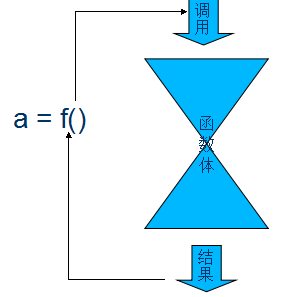 调用
a = f()
函数体
结果